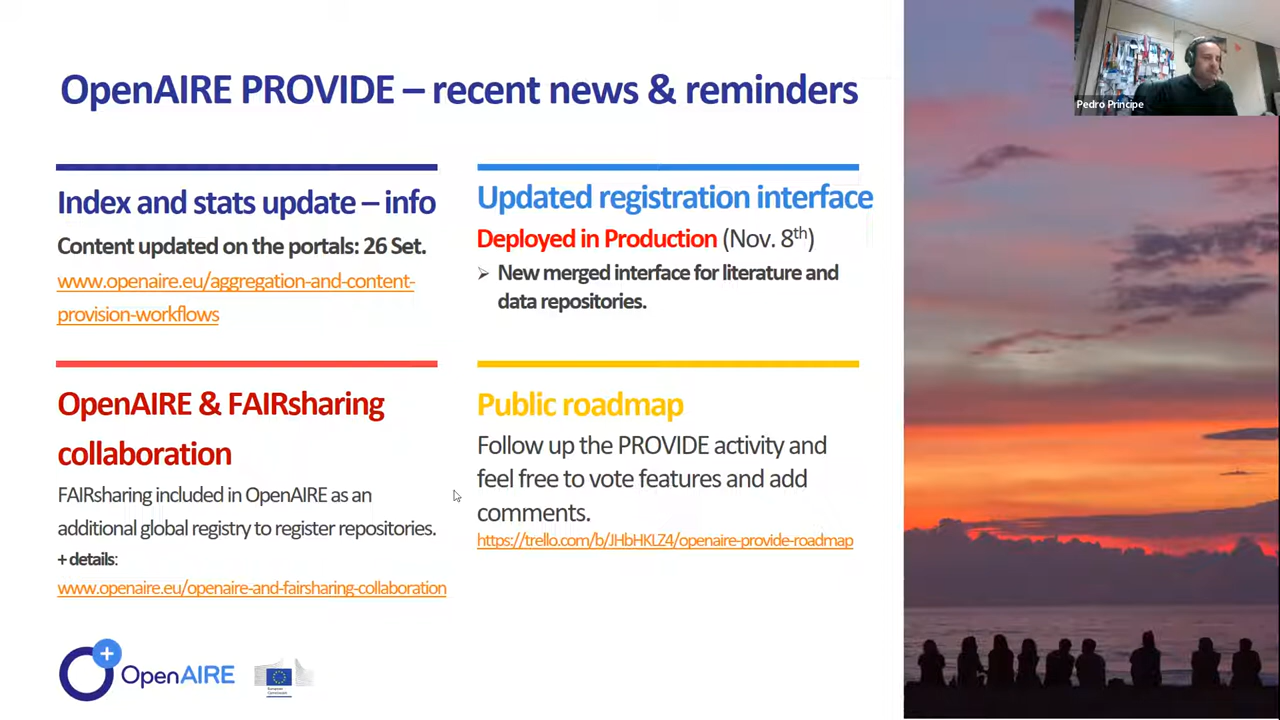 OpenAIRE PROVIDE – recent news & reminders
Pedro Príncipe
Index and stats update – info
Content updated on the portals: 26 Set.
www.openaire.eu/aggregation-and-content-
provision-workflows
Updated registration interface
Deployed in Production (Nov. 8th)
➢ New merged interface for literature and
data repositories.
OpenAIRE & FAIRsharing
collaboration
FAIRsharing included in OpenAIRE as an
additional global registry to register repositories.
+ details:
www.openaire.eu/openaire-and-fairsharing-collaboration
Public roadmap
Follow up the PROVIDE activity and
feel free to vote features and add
comments.
https://trello.com/b/JHbHKLZ4/openaire-provide-roadmap
OpenAIRE
European
Commission